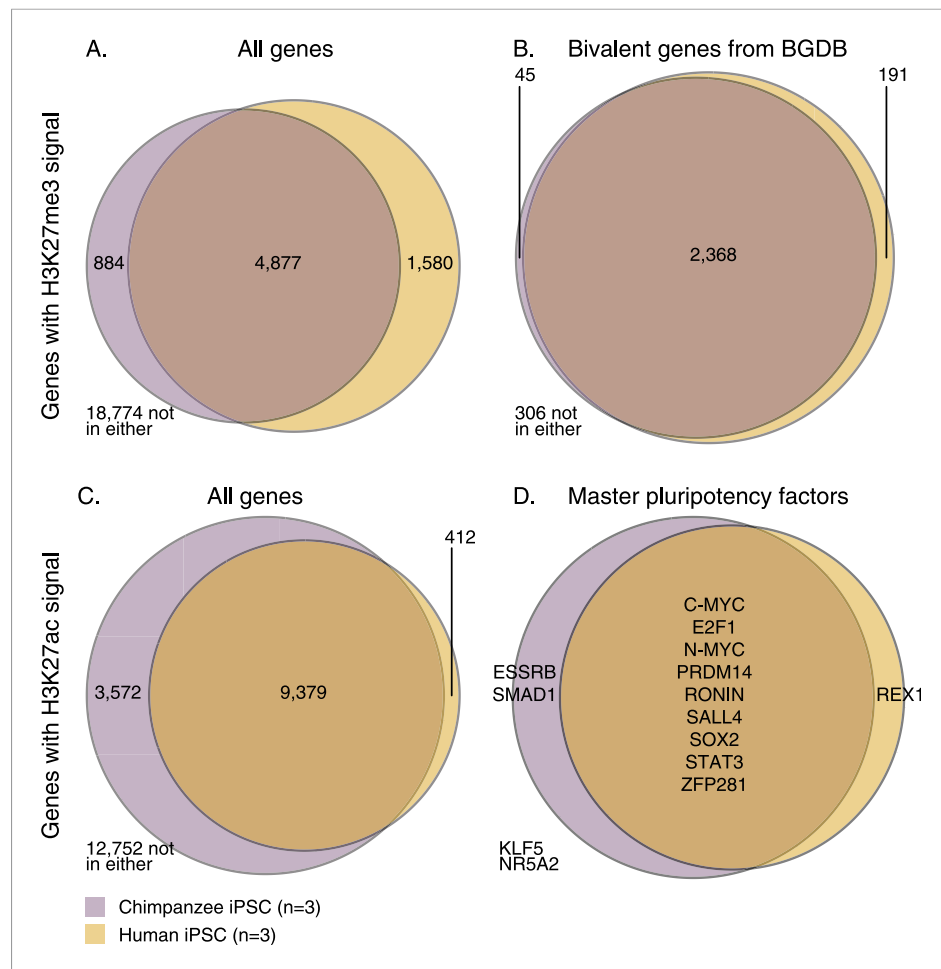 A.
All genes
B.
Bivalent genes from BGDB
45
191
Genes with H3K27me3 signal
884
4,877
1,580
2,368
18,774 not
in either
306 not
in either
C.
All genes
D.
Master pluripotency factors
412
Genes with H3K27ac signal
3,572
9,379
C-MYC
E2F1
N-MYC
PRDM14
RONIN
SALL4
SOX2
STAT3
ZFP281
ESSRB
SMAD1
REX1
12,752 not
in either
KLF5
NR5A2
Chimpanzee iPSC (n=3)
Human iPSC (n=3)